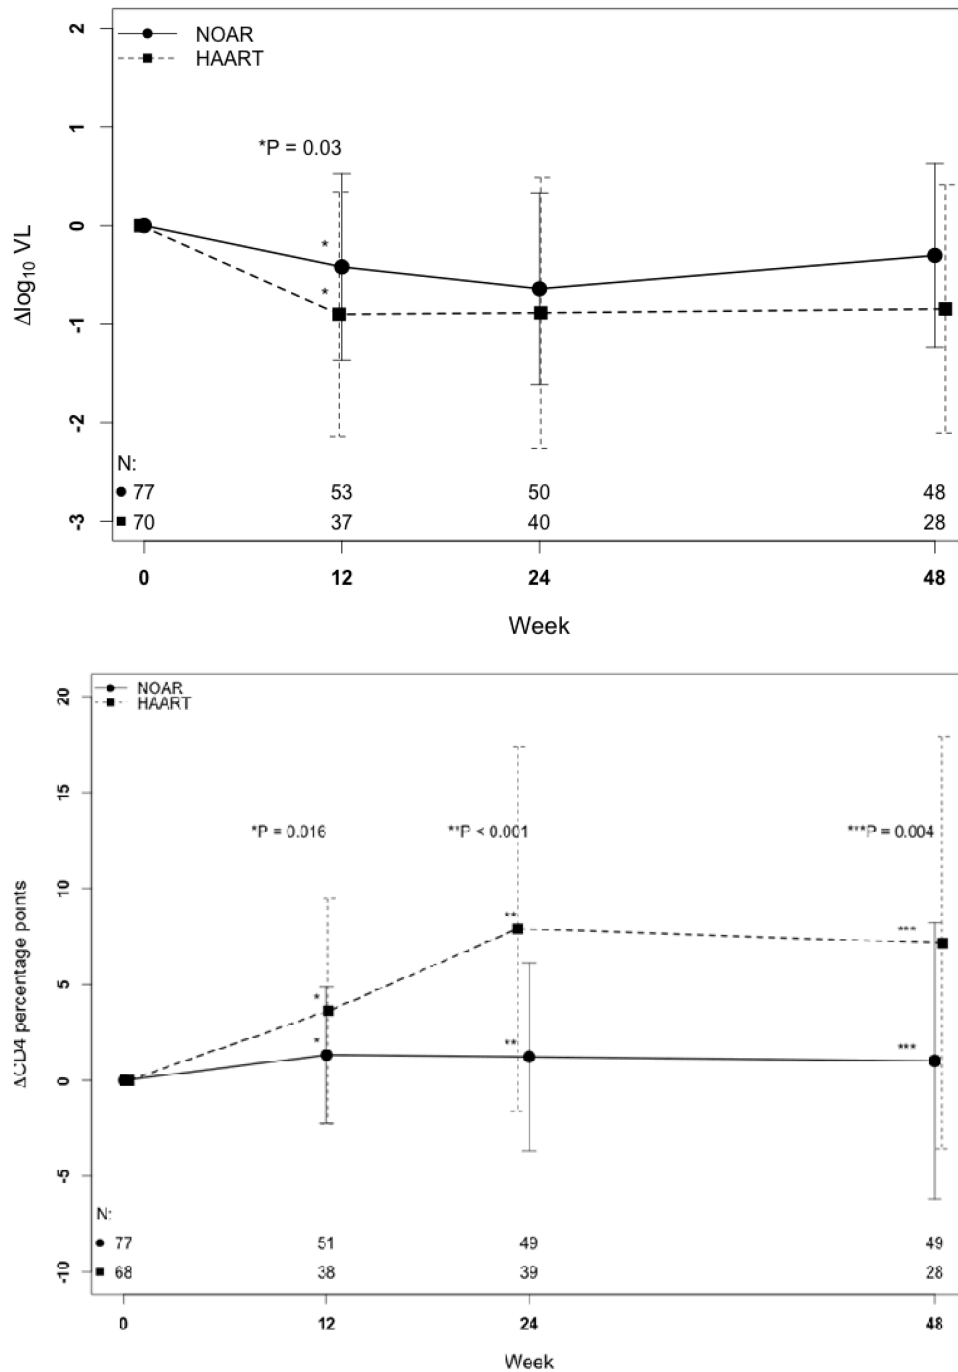 NOAR
HAART
*P = 0.03
2
1
0
-1
-2
-3
Δlog10 VL
*
*
N:
77 53 50 48
70 37 40 28
0 12 24 48
Week
NOAR
HAART
20
15
10
5
0
-5
-10
ΔCD4 percentage points
*P = 0.016 **P < 0.001 ***P = 0.004
** ***
*
* ** ***
N:
77 51 49 49
68 38 39 28
0 12 24 48
Week